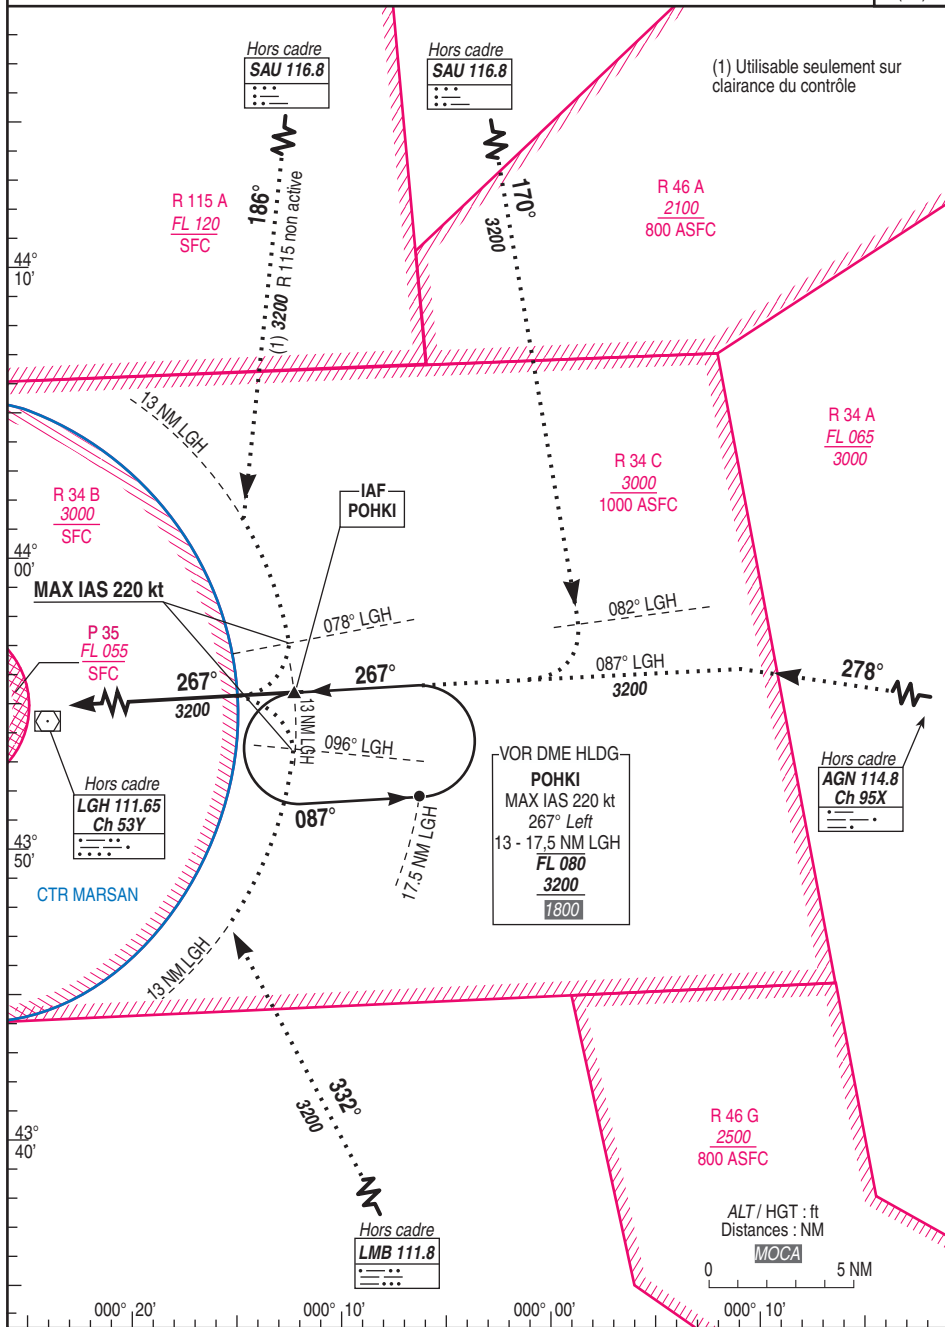 Hors cadre
SAU 116.8
Hors cadre
SAU 116.8
(1) Utilisable seulement sur
clairance du contrôle
186°
(1) 3200 R 115 non active
170°
3200
R 115 A
FL 120
SFC
R 46 A
2100
800 ASFC
44°
10'
13 NM LGH
R 34 A
FL 065
3000
R 34 C
3000
1000 ASFC
R 34 B
3000
SFC
IAF
POHKI
44°
00'
MAX IAS 220 kt
078° LGH
082° LGH
P 35
FL 055
SFC
087° LGH
3200
278°
267°
3200
267°
13 NM LGH
096° LGH
Hors cadre
LGH 111.65
Ch 53Y
VOR DME HLDG
POHKI
MAX IAS 220 kt
267° Left
13 - 17,5 NM LGH
FL 080
3200
1800
Hors cadre
AGN 114.8
Ch 95X
087°
17.5 NM LGH
43°
50'
CTR MARSAN
13 NM LGH
332°
3200
43°
40'
R 46 G
2500
800 ASFC
Hors cadre
LMB 111.8
ALT / HGT : ft
Distances : NM
MOCA
0
5 NM
000° 20'
000° 10'
000° 00'
000° 10'